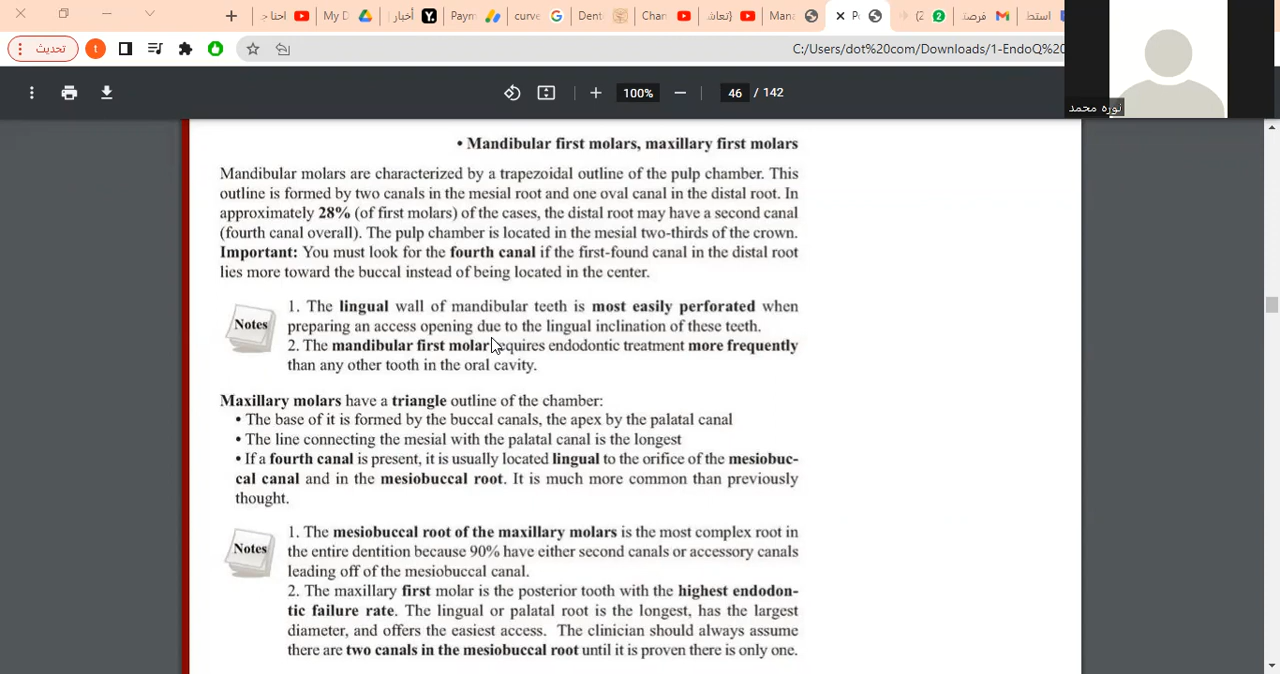 احتاج
My D
أخبار
Paym
curve
Dent
Chan
{تعاش
Mana
Po
(2
2
فرصة
استط
تحديث
t
C:/Users/dot%20com/Downloads/1-EndoQ%20
46 / 142
100%
نوره محمد
• Mandibular first molars, maxillary first molars
Mandibular molars are characterized by a trapezoidal outline of the pulp chamber. This
outline is formed by two canals in the mesial root and one oval canal in the distal root. In
approximately 28% (of first molars) of the cases, the distal root may have a second canal
(fourth canal overall). The pulp chamber is located in the mesial two-thirds of the crown.
Important: You must look for the fourth canal if the first-found canal in the distal root
lies more toward the buccal instead of being located in the center.
Notes
1. The lingual wall of mandibular teeth is most easily perforated when
preparing an access opening due to the lingual inclination of these teeth.
2. The mandibular first molar requires endodontic treatment more frequently
than any other tooth in the oral cavity.
Maxillary molars have a triangle outline of the chamber:
• The base of it is formed by the buccal canals, the apex by the palatal canal
• The line connecting the mesial with the palatal canal is the longest
• If a fourth canal is present, it is usually located lingual to the orifice of the mesiobuc-
cal canal and in the mesiobuccal root. It is much more common than previously
thought.
Notes
1. The mesiobuccal root of the maxillary molars is the most complex root in
the entire dentition because 90% have either second canals or accessory canals
leading off of the mesiobuccal canal.
2. The maxillary first molar is the posterior tooth with the highest endodon-
tic failure rate. The lingual or palatal root is the longest, has the largest
diameter, and offers the easiest access. The clinician should always assume
there are two canals in the mesiobuccal root until it is proven there is only one.